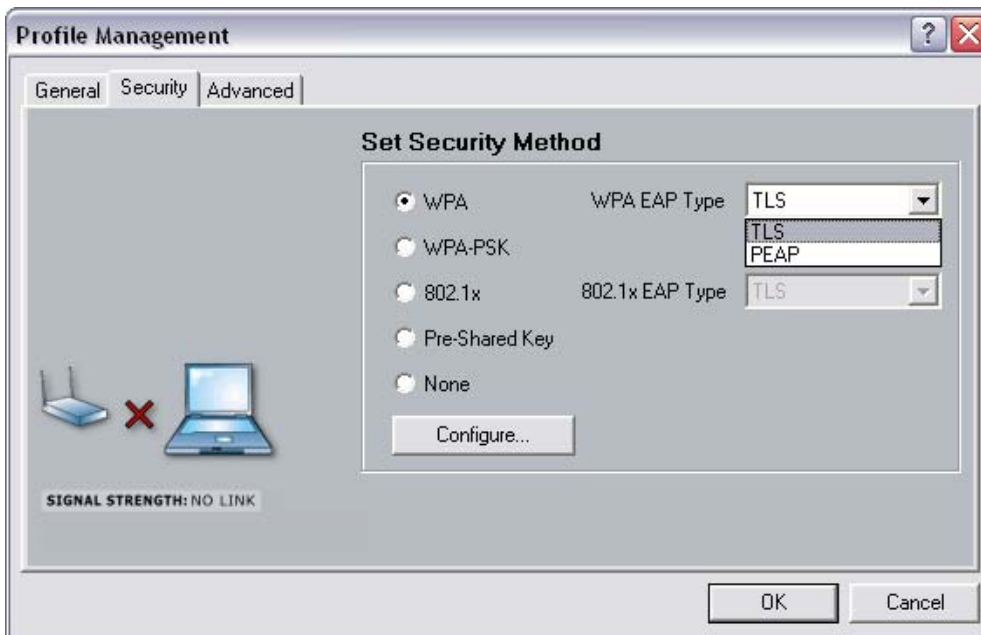 Profile Management
General Security Advanced
Set Security Method
WPA WPA EAP Type TLS
TLS
WPA-PSK PEAP
802.1x 802.1x EAP Type TLS
Pre-Shared Key
None
Configure...
SIGNAL STRENGTH: NO LINK
OK Cancel